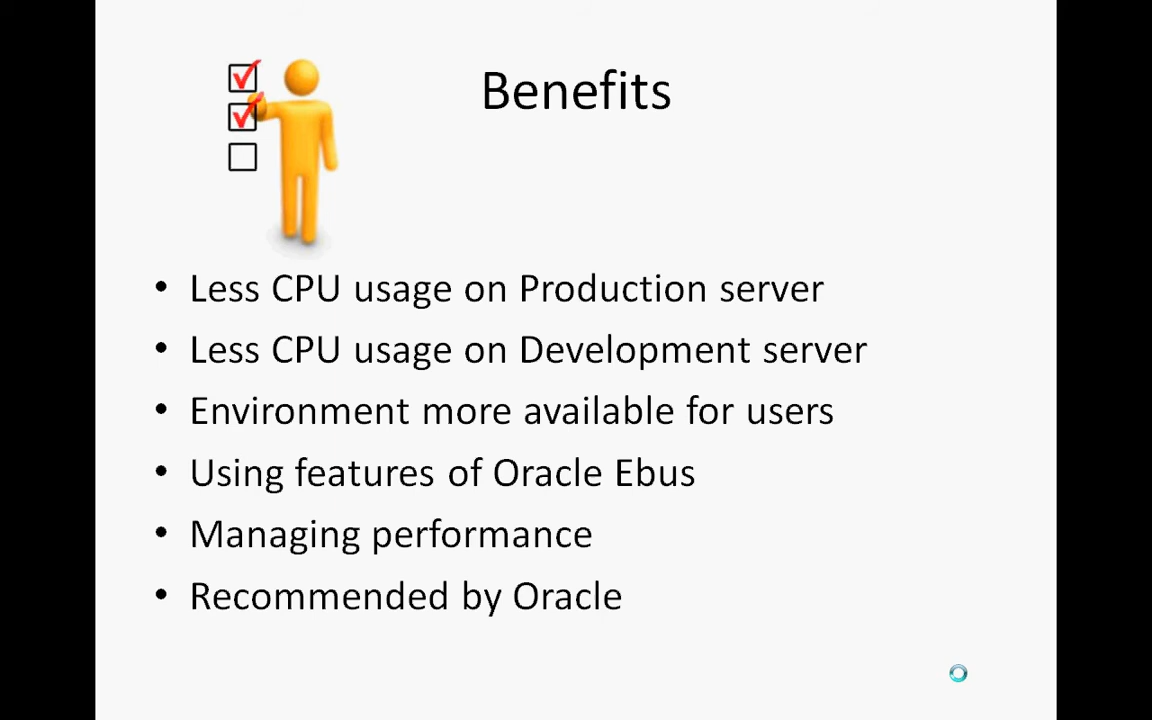 Benefits
• Less CPU usage on Production server
• Less CPU usage on Development server
• Environment more available for users
• Using features of Oracle Ebus
• Managing performance
• Recommended by Oracle